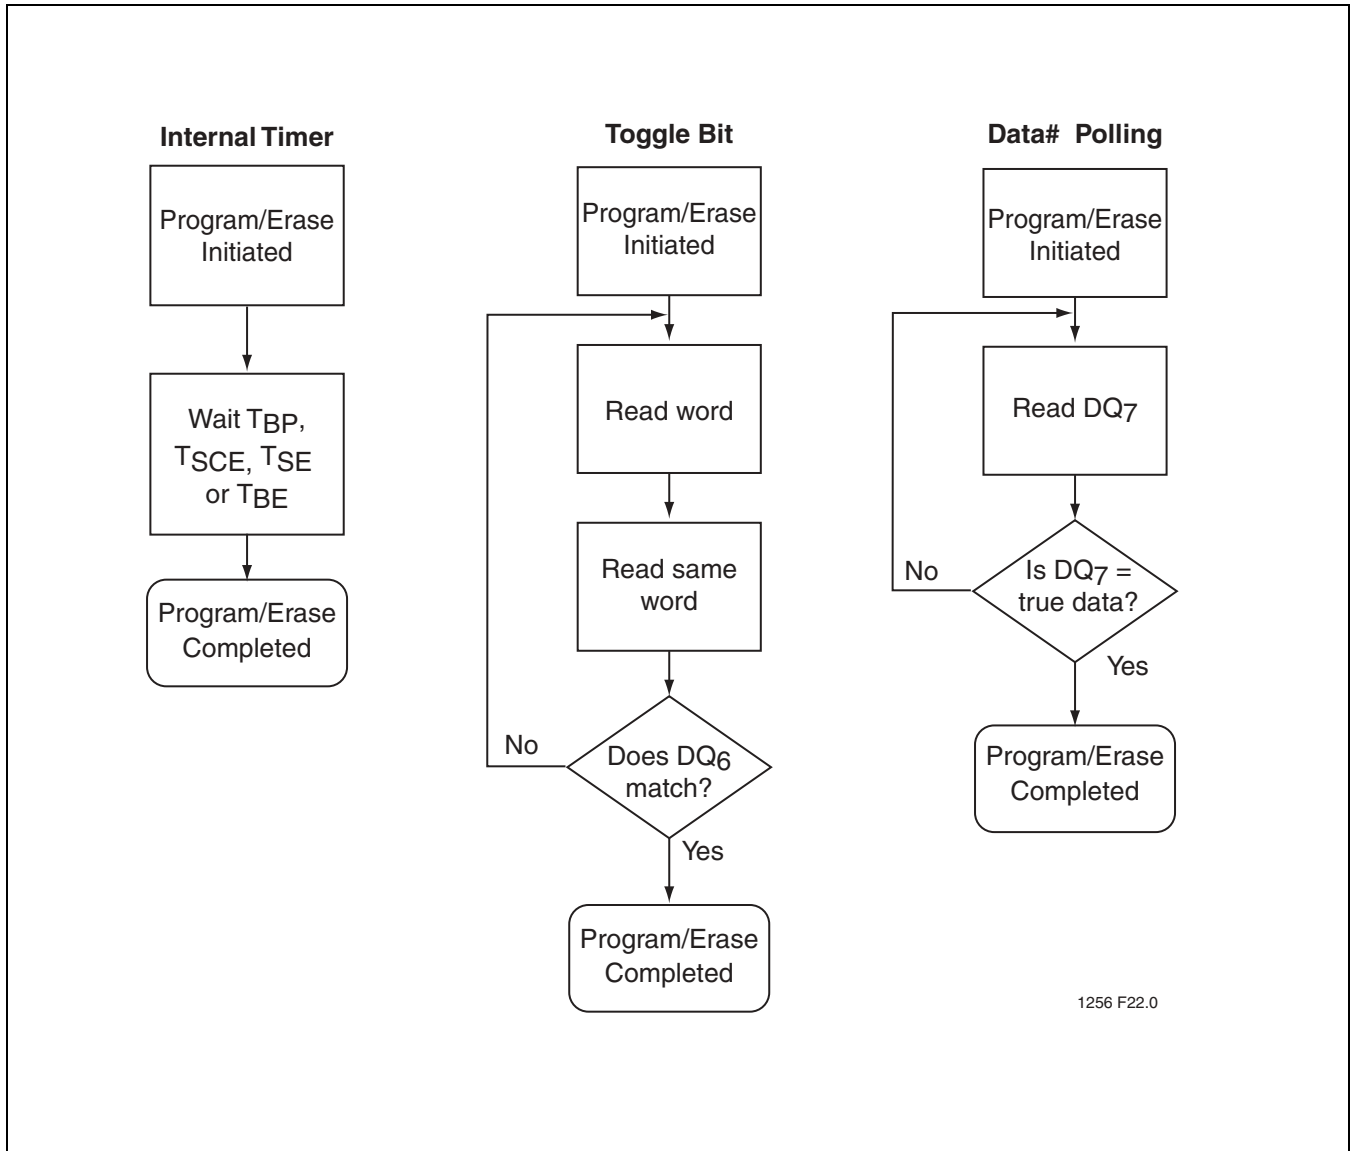 Internal Timer
Program/Erase
Initiated
Wait TBP,
TSCE, TSE
or TBE
Program/Erase
Completed
Toggle Bit
Program/Erase
Initiated
Read word
Read same
word
Does DQ6
match?
No
Yes
Program/Erase
Completed
Data# Polling
Program/Erase
Initiated
Read DQ7
Is DQ7 =
true data?
No
Yes
Program/Erase
Completed
1256 F22.0